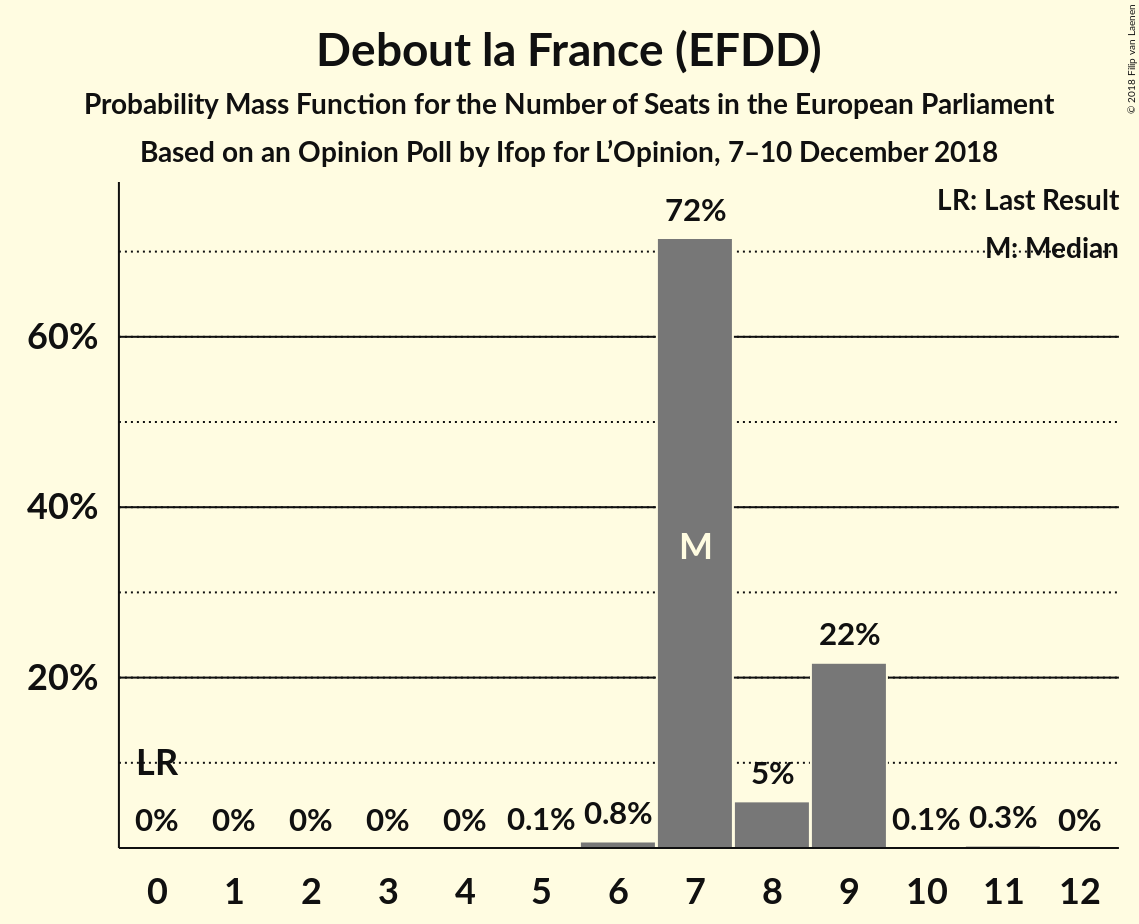 Debout la France (EFDD)
Probability Mass Function for the Number of Seats in the European Parliament
Based on an Opinion Poll by Ifop for L’Opinion, 7–10 December 2018
© 2018 Filip van Laenen
LR: Last Result
M: Median
72%
60%
40%
M
22%
20%
LR
5%
0% 0% 0% 0% 0% 0.1% 0.8% 0.1% 0.3% 0%
0 1 2 3 4 5 6 7 8 9 10 11 12